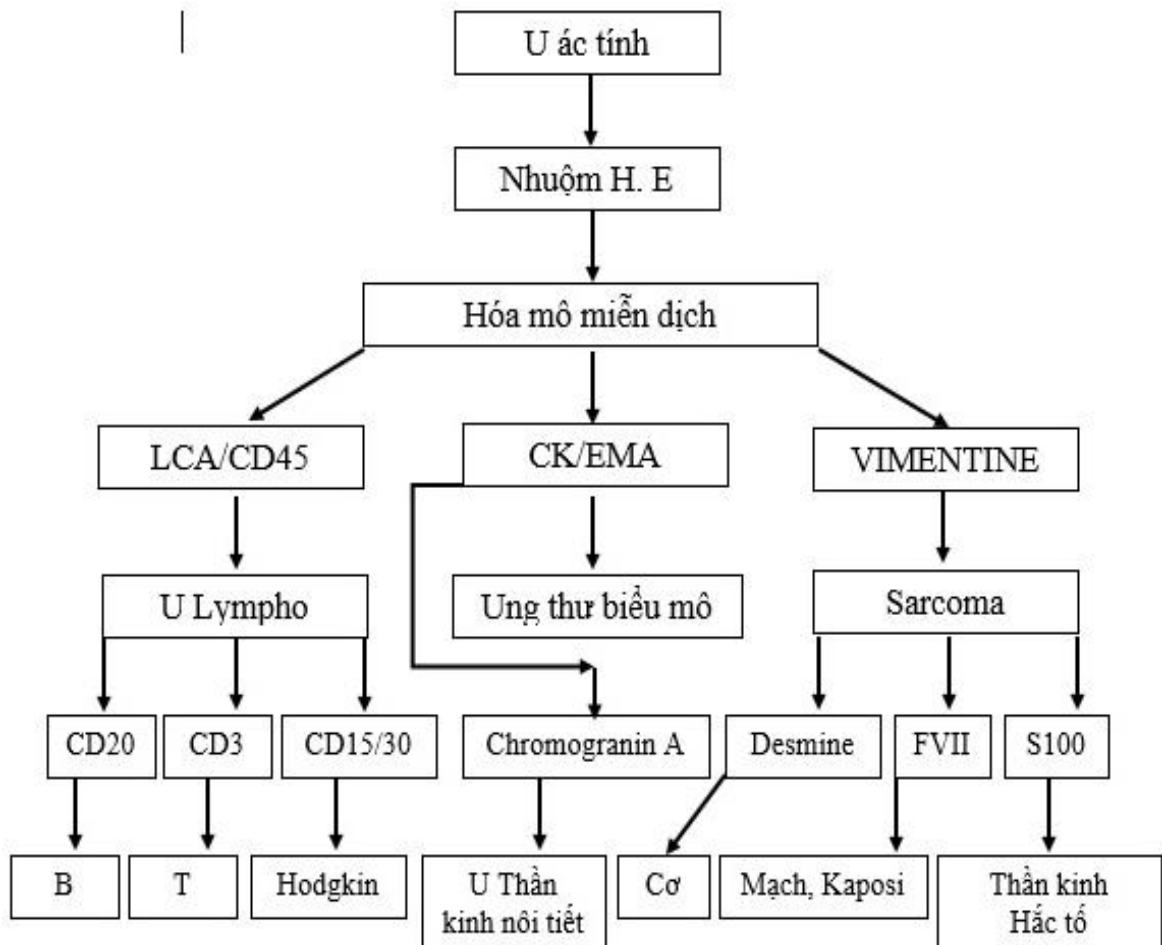 U ác tính
Nhuộm H. E
Hóa mô miễn dịch
LCA/CD45
CK/EMA
VIMENTINE
U Lympho
Ung thư biểu mô
Sarcoma
CD20
CD3
CD15/30
Chromogranin A
Desmine
FVII
S100
B
T
Hodgkin
U Thần
kinh nôi tiết
Cơ
Mạch, Kaposi
Thần kinh
Hắc tố